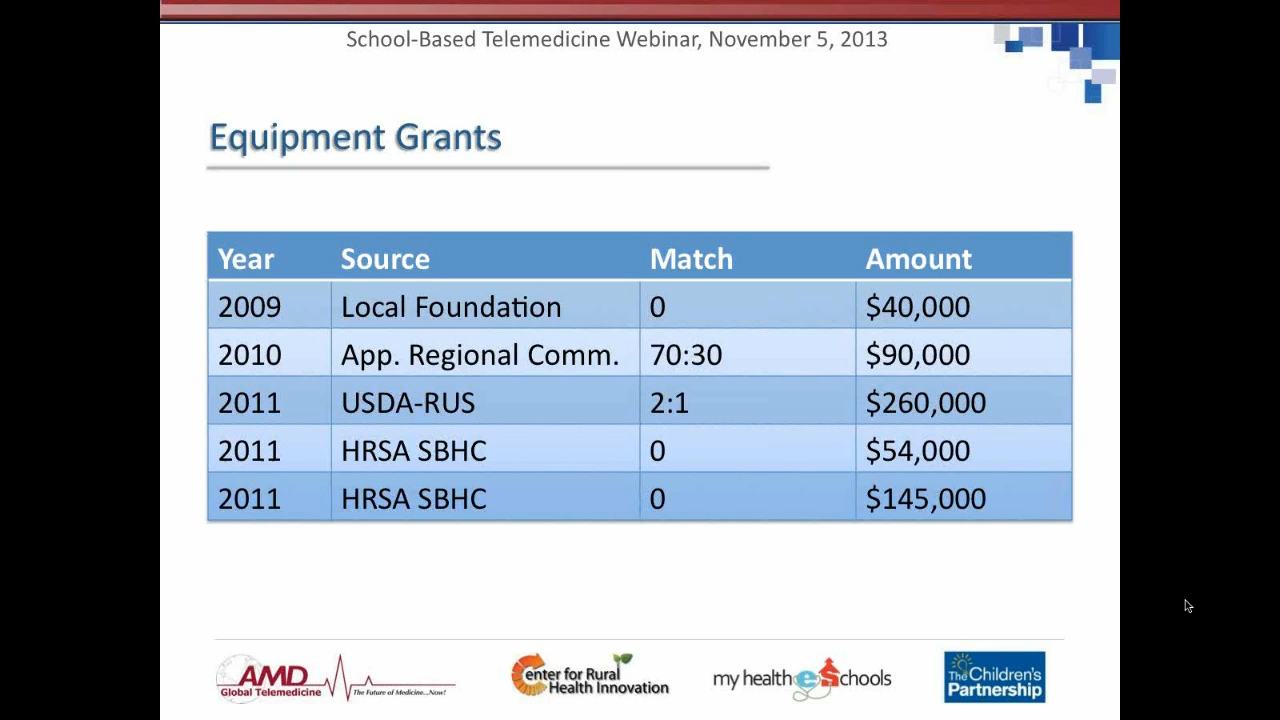 School-Based Telemedicine Webinar, November 5, 2013
Equipment Grants
Year Source Match Amount
2009 Local Foundation 0 $40,000
2010 App. Regional Comm. 70:30 $90,000
2011 USDA-RUS 2:1 $260,000
2011 HRSA SBHC 0 $54,000
2011 HRSA SBHC 0 $145,000
AMD
Global Telemedicine
The Future of Medicine...Now!
Center for Rural
Health Innovation
my health e Schools
The Children's
Partnership